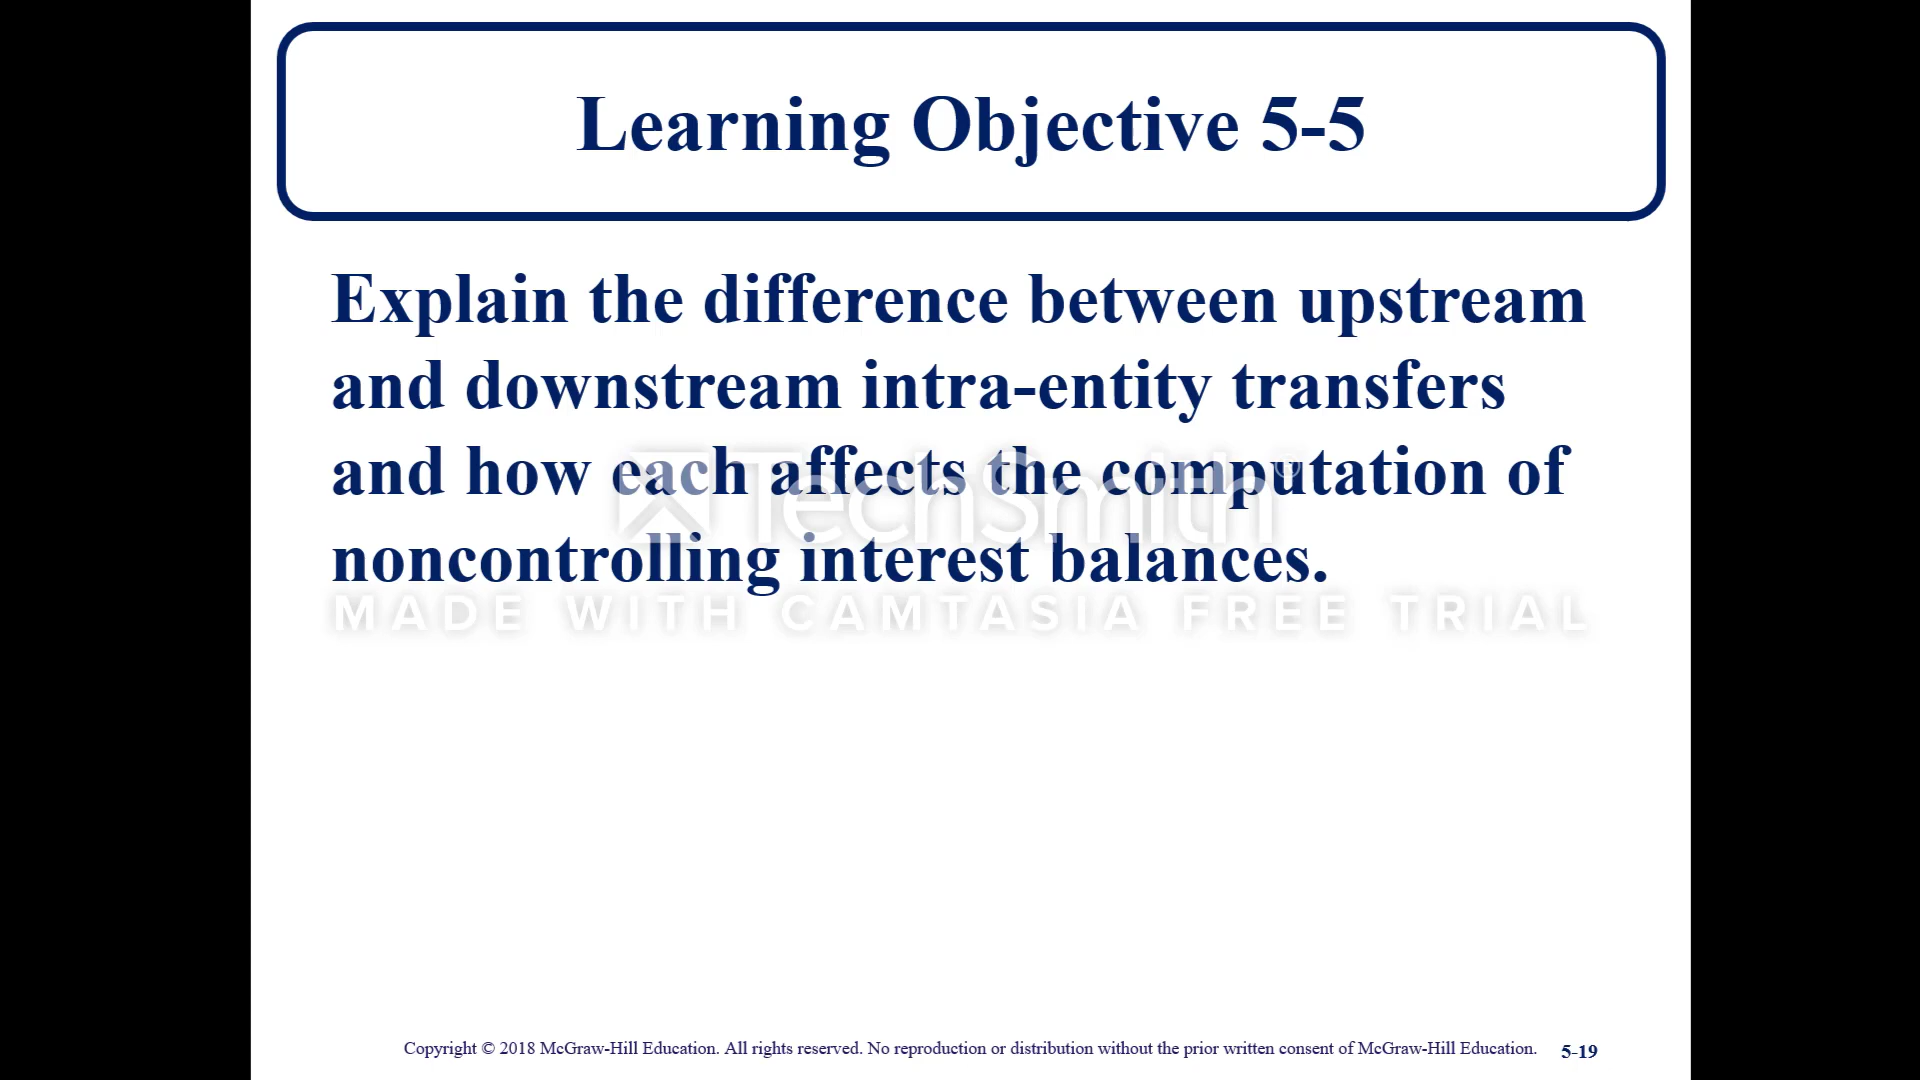 Learning Objective 5-5
Explain the difference between upstream
and downstream intra-entity transfers
and how each affects the computation of
TechSmith®
noncontrolling interest balances.
MADE WITH CAMTASIA FREE TRIAL
Copyright © 2018 McGraw-Hill Education. All rights reserved. No reproduction or distribution without the prior written consent of McGraw-Hill Education. 5-19